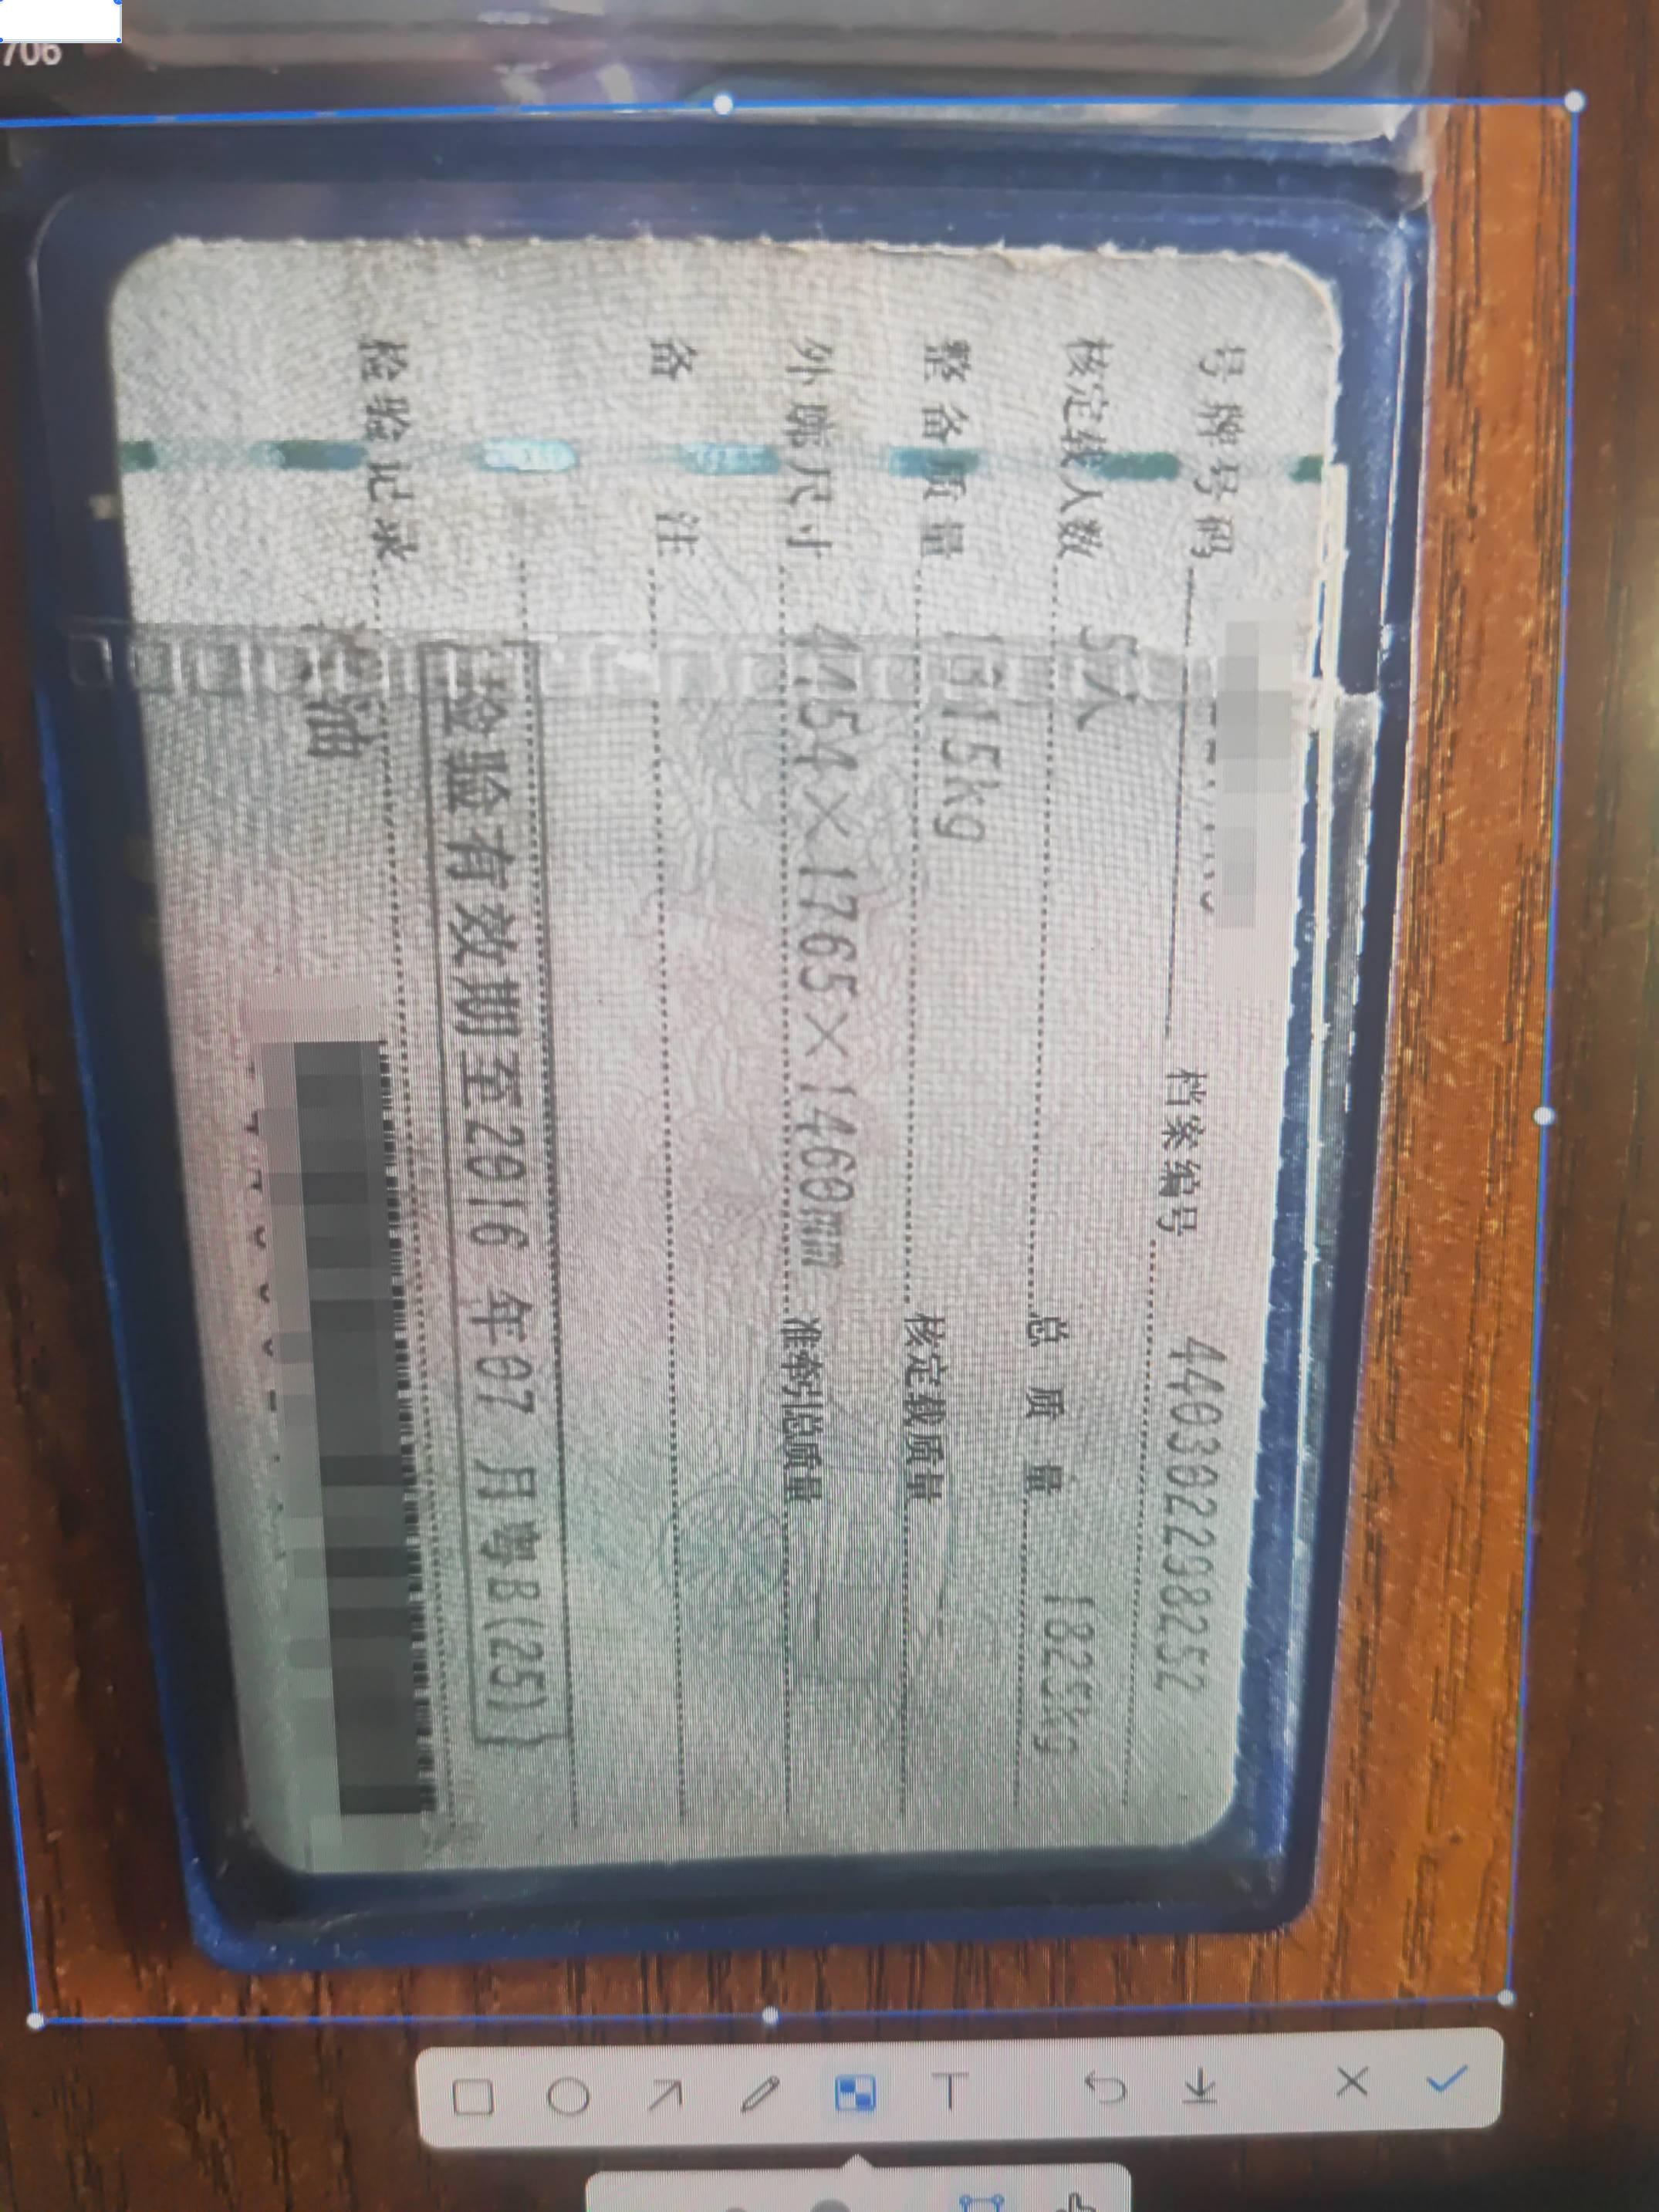 706
号牌号码 档案编号 440302298252
核定载人数 5人 总质量 1825kg
整备质量 1315kg 核定载质量 --
外廓尺寸 4454×1765×1460mm 准牵引总质量
备注
检验有效期至2016年07月粤B(25)
检验记录
汽油